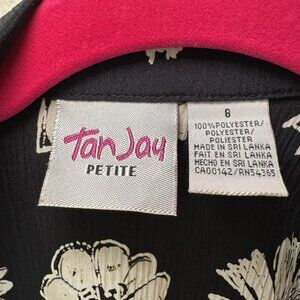 TanJay
PETITE
8
100%POLYESTER/
POLYESTER/
POLIESTER
MADE IN SRI LANKA
FAIT EN SRI LANKA
HECHO EN SRI LANKA
CA00142/RN54365